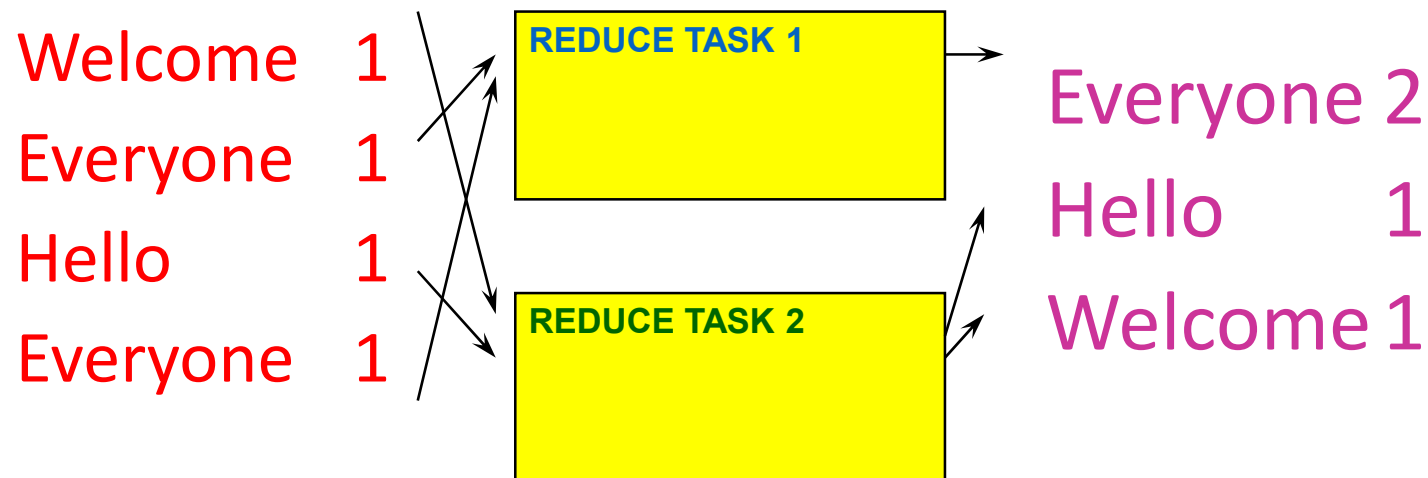 Welcome 1
Everyone 1
Hello 1
Everyone 1
REDUCE TASK 1
REDUCE TASK 2
Everyone 2
Hello 1
Welcome 1